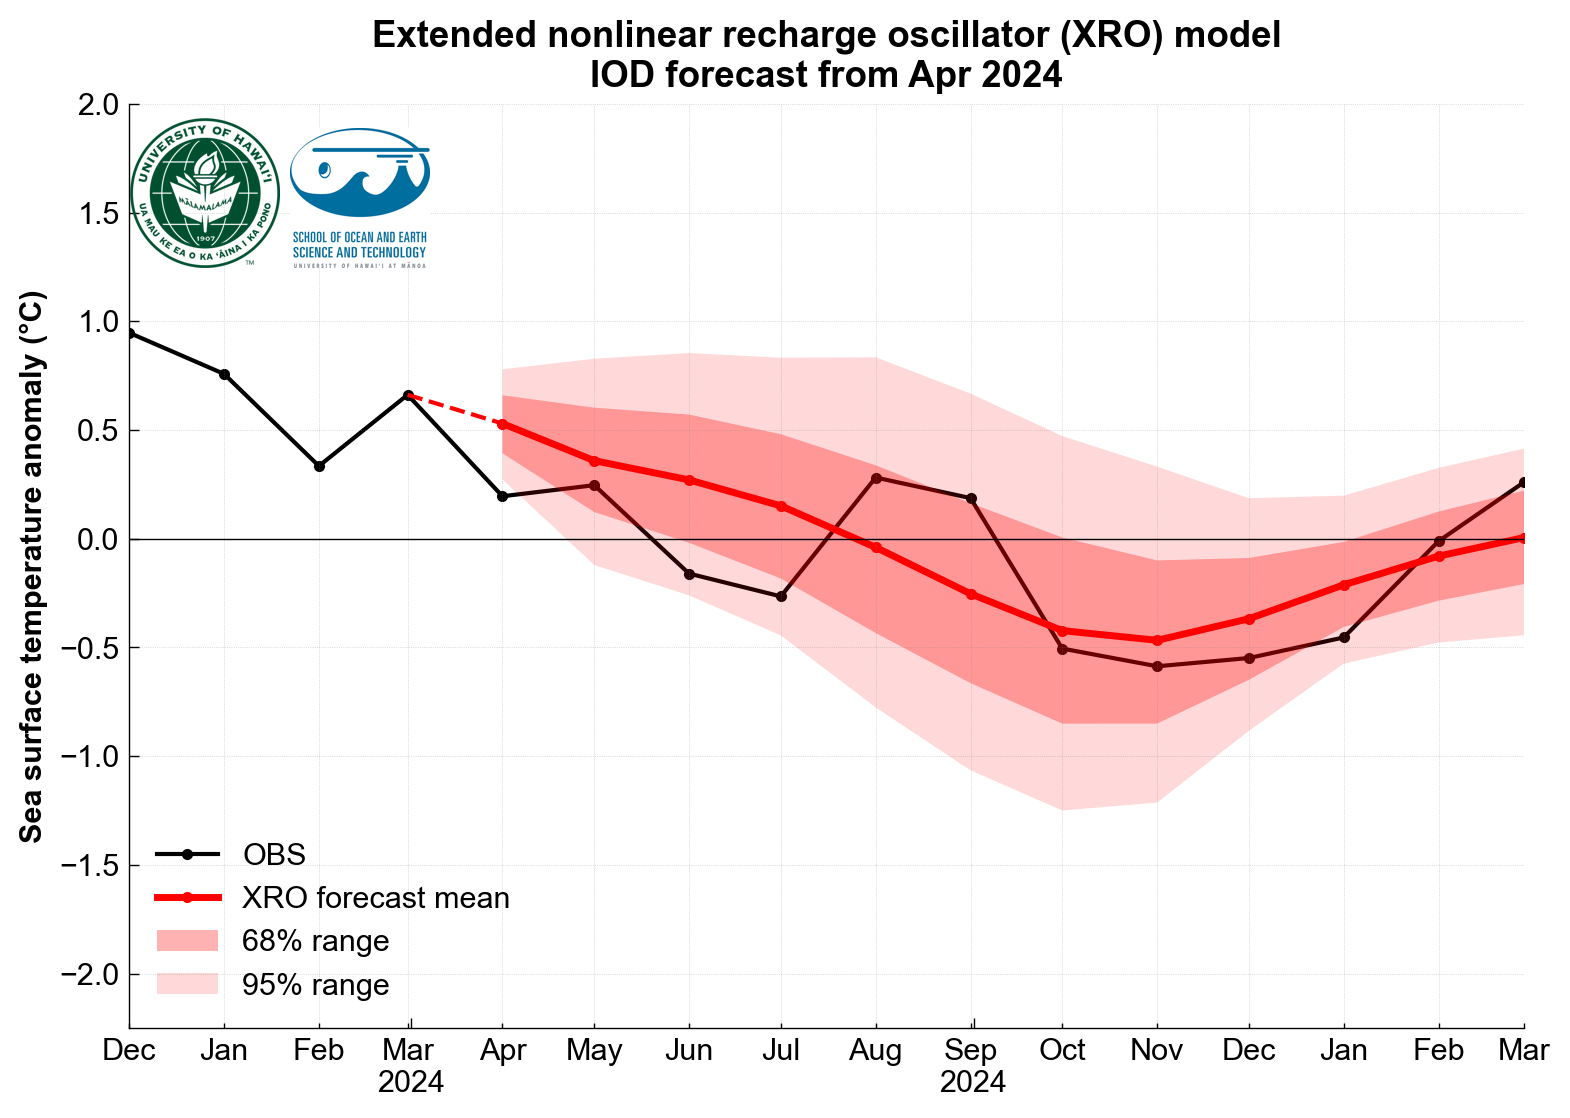 Extended nonlinear recharge oscillator (XRO) model
IOD forecast from Apr 2024
UNIVERSITY OF HAWAIʻI
MĀLAMALAMA
1907
UA MAU KE EA O KA ʻĀINA I KA PONO
TM
SCHOOL OF OCEAN AND EARTH
SCIENCE AND TECHNOLOGY
UNIVERSITY OF HAWAI'I AT MĀNOA
Sea surface temperature anomaly (°C)
2.0
1.5
1.0
0.5
0.0
−0.5
−1.0
−1.5
−2.0
OBS
XRO forecast mean
68% range
95% range
Dec Jan Feb Mar Apr May Jun Jul Aug Sep Oct Nov Dec Jan Feb Mar
2024 2024